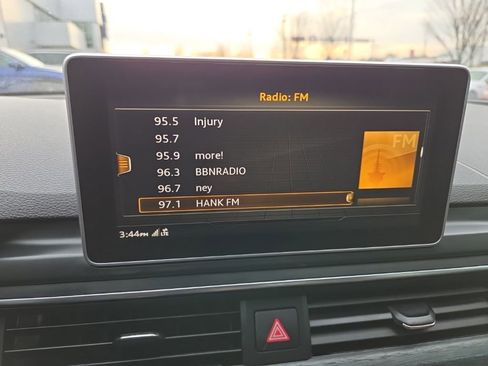 Radio: FM
95.5 Injury
95.7
95.9 more!
96.3 BBNRADIO
96.7 ney
97.1 HANK FM
FM
3:44PM LTE